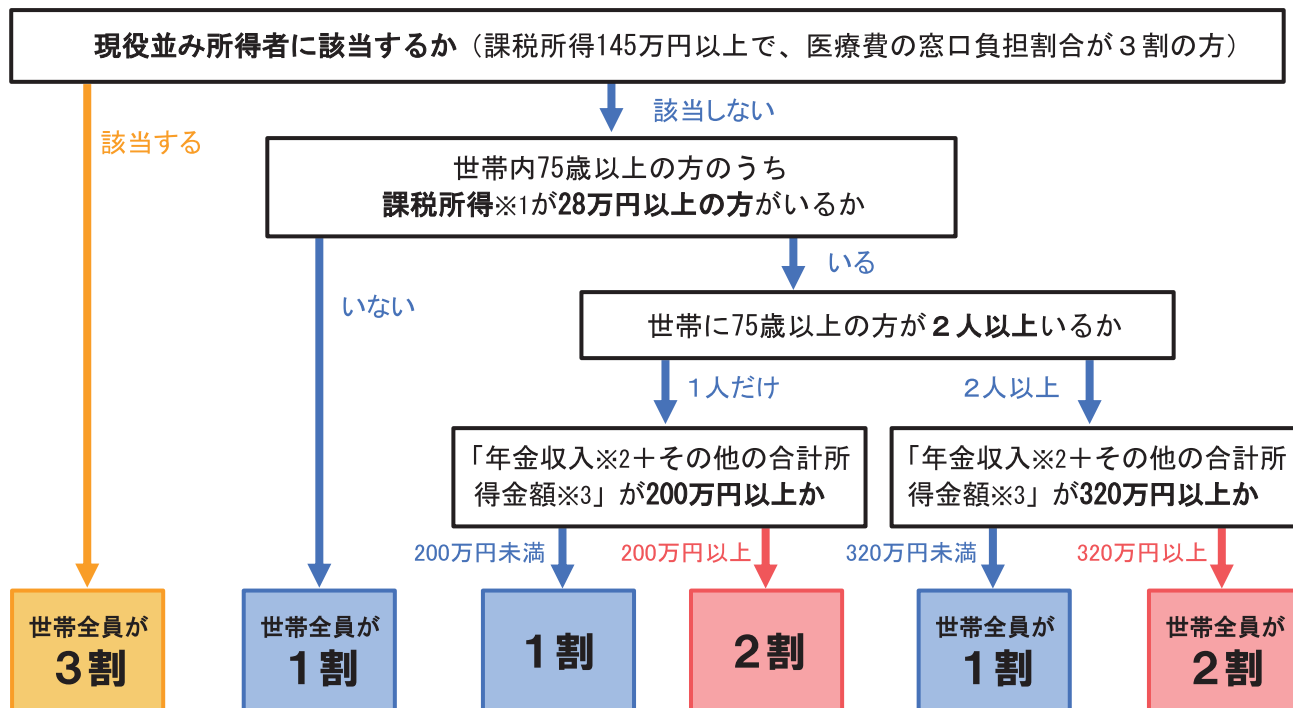 現役並み所得者に該当するか（課税所得145万円以上で、医療費の窓口負担割合が３割の方）
該当する
該当しない
世帯内75歳以上の方のうち
課税所得※1が28万円以上の方がいるか
いない
いる
世帯に75歳以上の方が２人以上いるか
１人だけ
２人以上
「年金収入※2＋その他の合計所
得金額※3」が200万円以上か
「年金収入※2＋その他の合計所
得金額※3」が320万円以上か
200万円未満
200万円以上
320万円未満
320万円以上
世帯全員が
３割
世帯全員が
１割
１割
２割
世帯全員が
１割
世帯全員が
２割